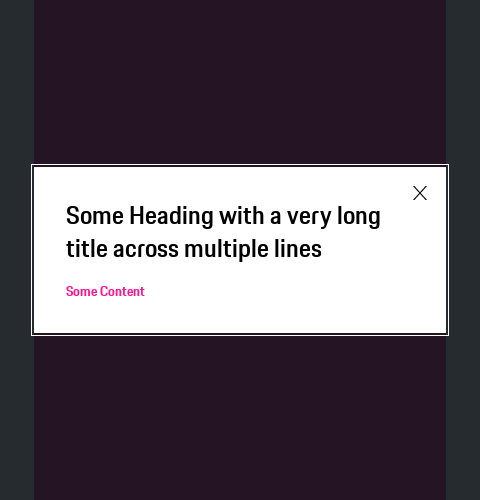 Some Heading with a very long
title across multiple lines
Some Content